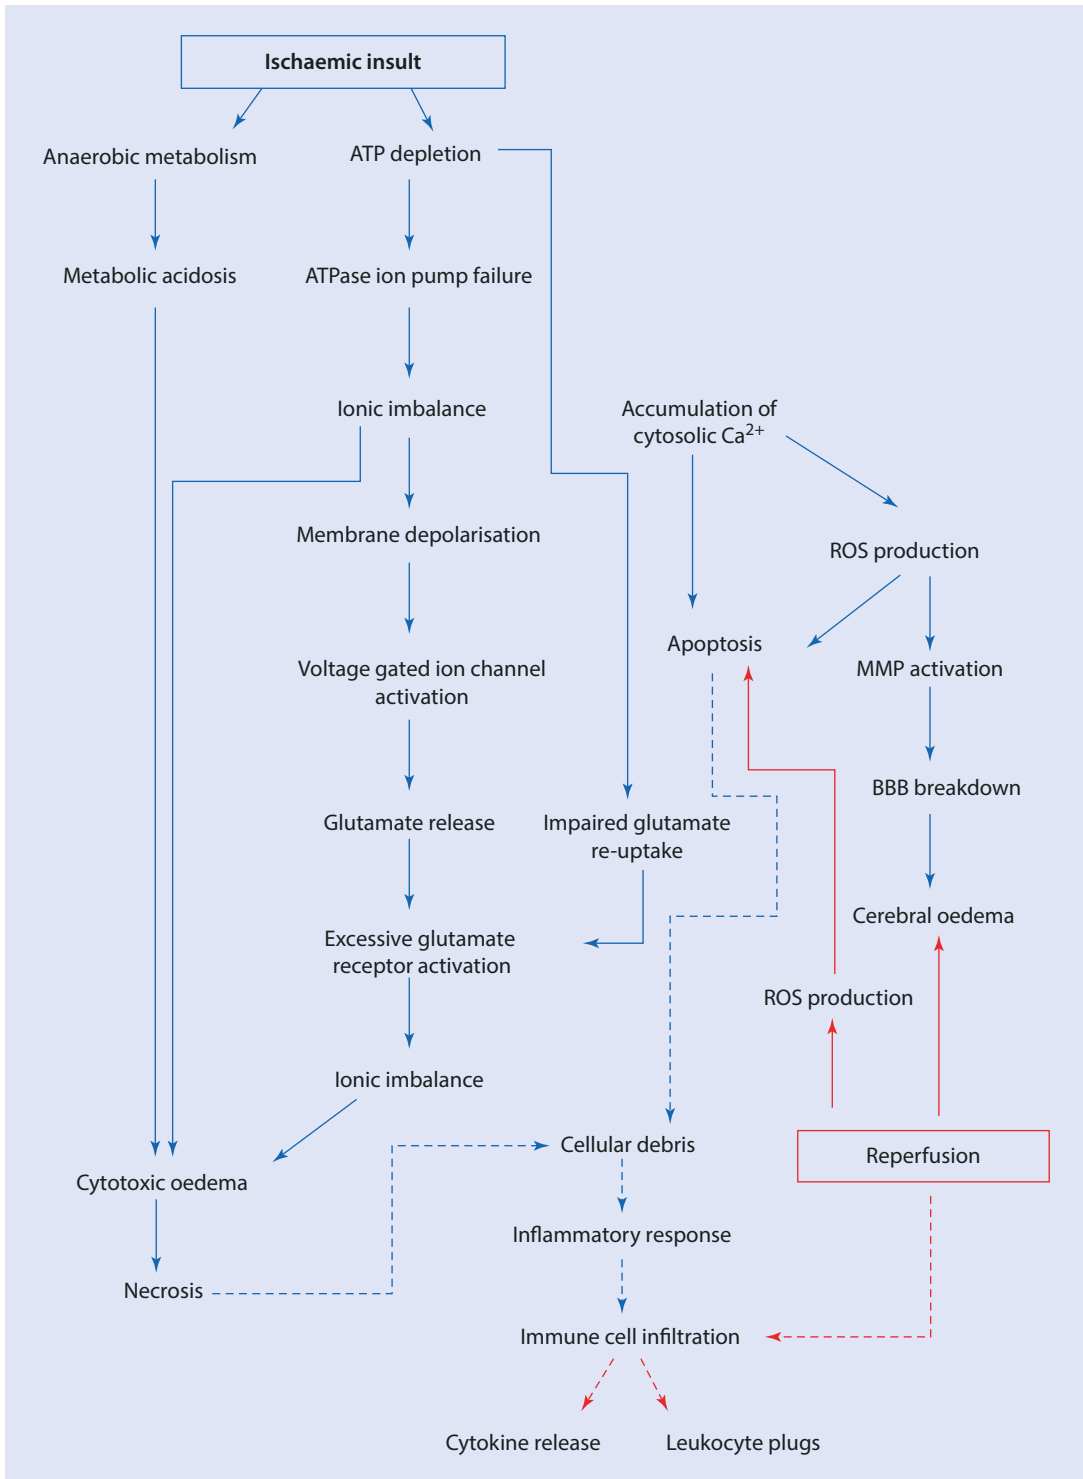 Ischaemic insult
Anaerobic metabolism
ATP depletion
Metabolic acidosis
ATPase ion pump failure
Ionic imbalance
Accumulation of
cytosolic Ca²⁺
Membrane depolarisation
ROS production
Apoptosis
Voltage gated ion channel
activation
MMP activation
BBB breakdown
Glutamate release
Impaired glutamate
re-uptake
Cerebral oedema
Excessive glutamate
receptor activation
ROS production
Ionic imbalance
Cellular debris
Reperfusion
Cytotoxic oedema
Inflammatory response
Necrosis
Immune cell infiltration
Cytokine release
Leukocyte plugs